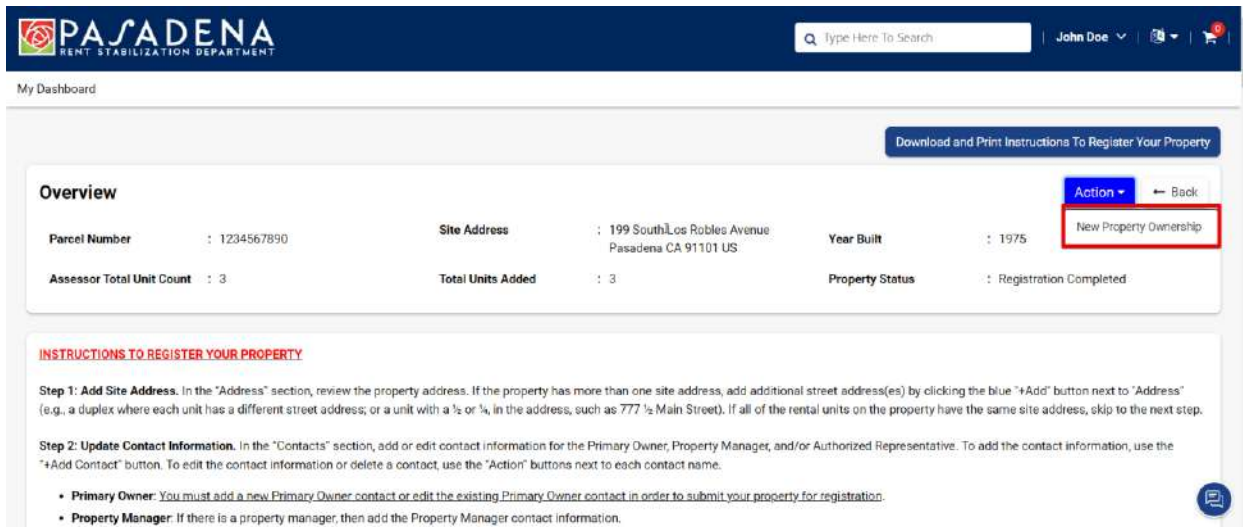 PASADENA
RENT STABILIZATION DEPARTMENT
Type Here To Search
John Doe
0
My Dashboard
Download and Print Instructions To Register Your Property
Overview
Action
← Back
New Property Ownership
Parcel Number : 1234567890
Site Address : 199 South Los Robles Avenue
Pasadena CA 91101 US
Year Built : 1975
Assessor Total Unit Count : 3
Total Units Added : 3
Property Status : Registration Completed
INSTRUCTIONS TO REGISTER YOUR PROPERTY
Step 1: Add Site Address. In the "Address" section, review the property address. If the property has more than one site address, add additional street address(es) by clicking the blue "+Add" button next to "Address"
(e.g., a duplex where each unit has a different street address; or a unit with a ½ or ¼, in the address, such as 777 ½ Main Street). If all of the rental units on the property have the same site address, skip to the next step.
Step 2: Update Contact Information. In the "Contacts" section, add or edit contact information for the Primary Owner, Property Manager, and/or Authorized Representative. To add the contact information, use the
"+Add Contact" button. To edit the contact information or delete a contact, use the "Action" buttons next to each contact name.
• Primary Owner: You must add a new Primary Owner contact or edit the existing Primary Owner contact in order to submit your property for registration.
• Property Manager: If there is a property manager, then add the Property Manager contact information.